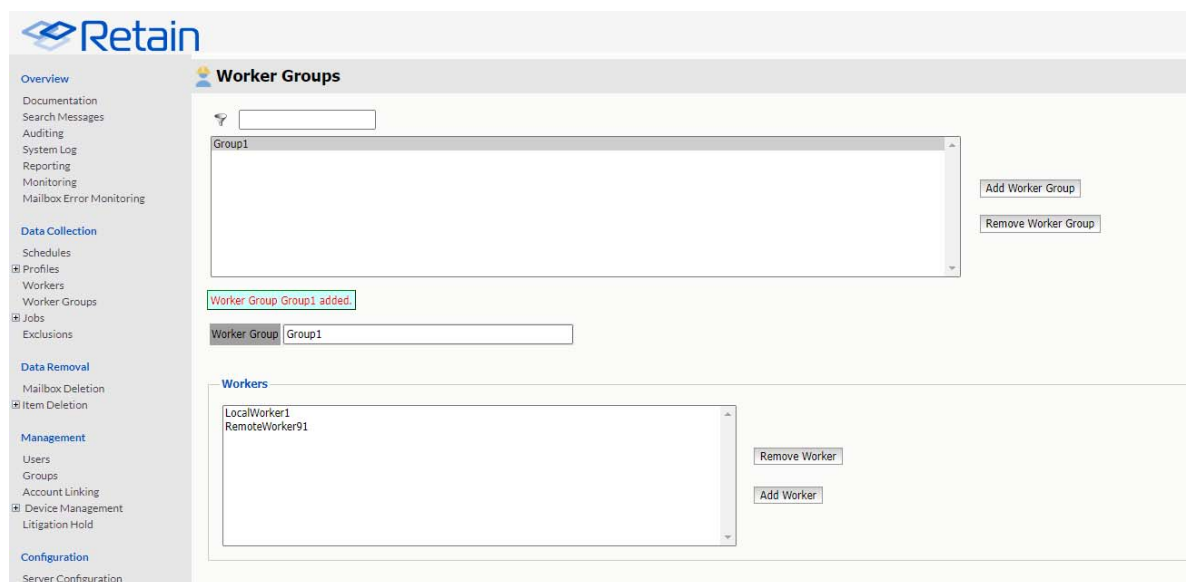 Retain
Overview
Documentation
Search Messages
Auditing
System Log
Reporting
Monitoring
Mailbox Error Monitoring
Data Collection
Schedules
Profiles
Workers
Worker Groups
Jobs
Exclusions
Data Removal
Mailbox Deletion
Item Deletion
Management
Users
Groups
Account Linking
Device Management
Litigation Hold
Configuration
Server Configuration
Worker Groups
Group1
Add Worker Group
Remove Worker Group
Worker Group Group1 added.
Worker Group Group1
Workers
LocalWorker1
RemoteWorker91
Remove Worker
Add Worker